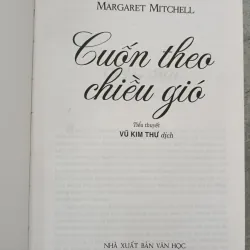 MARGARET MITCHELL
Cuốn theo
chiều gió
Tiểu thuyết
VŨ KIM THƯ dịch
NHÀ XUẤT BẢN VĂN HỌC